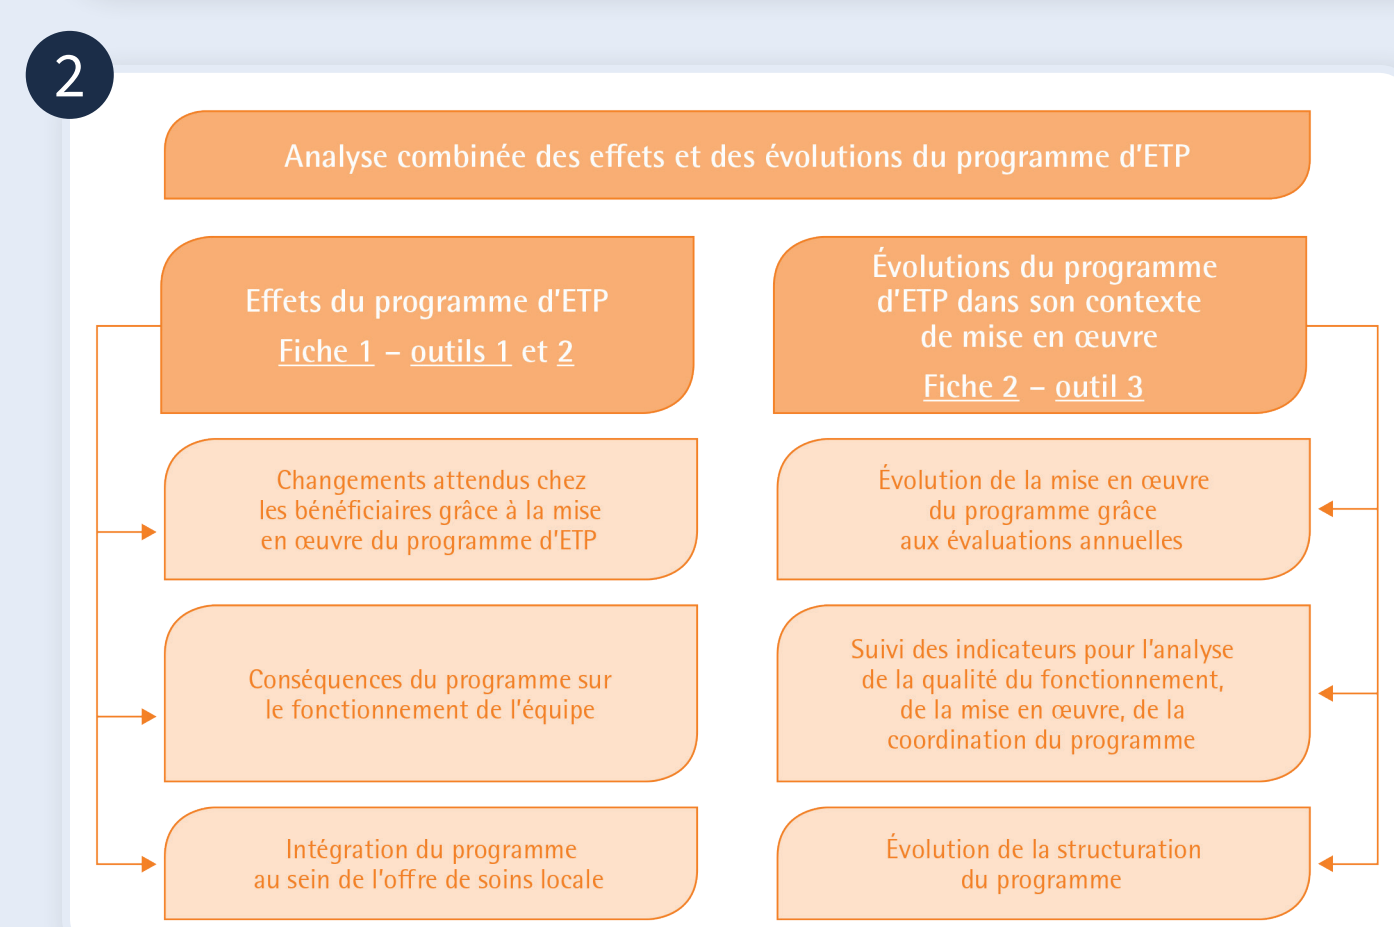 2
Analyse combinée des effets et des évolutions du programme d’ETP
Effets du programme d’ETP
Fiche 1 – outils 1 et 2
Changements attendus chez
les bénéficiaires grâce à la mise
en œuvre du programme d’ETP
Conséquences du programme sur
le fonctionnement de l’équipe
Intégration du programme
au sein de l’offre de soins locale
Évolutions du programme
d’ETP dans son contexte
de mise en œuvre
Fiche 2 – outil 3
Évolution de la mise en œuvre
du programme grâce
aux évaluations annuelles
Suivi des indicateurs pour l’analyse
de la qualité du fonctionnement,
de la mise en œuvre, de la
coordination du programme
Évolution de la structuration
du programme